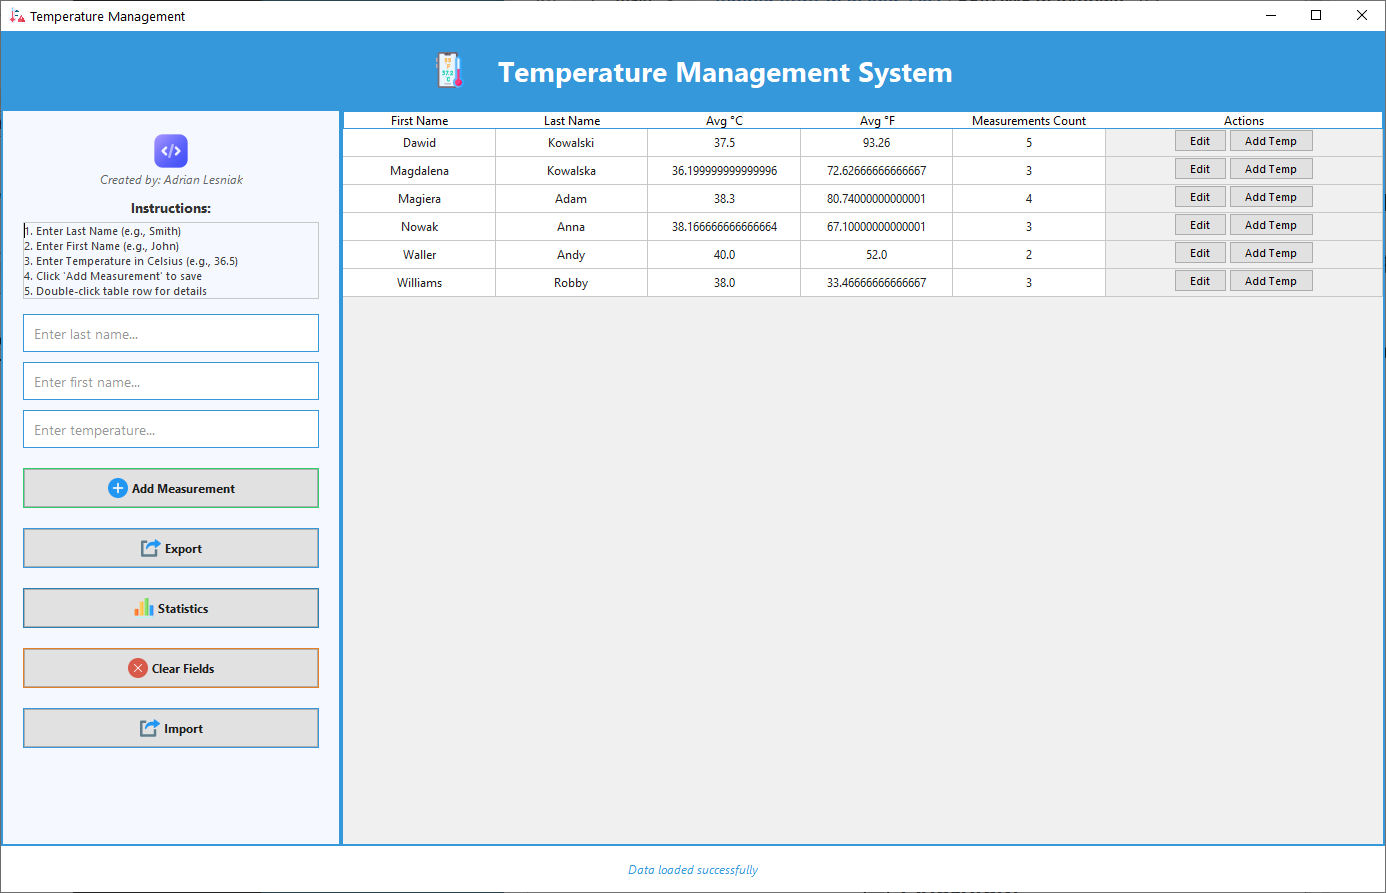 Temperature Management
Temperature Management System
Created by: Adrian Lesniak
Instructions:
1. Enter Last Name (e.g., Smith)
2. Enter First Name (e.g., John)
3. Enter Temperature in Celsius (e.g., 36.5)
4. Click 'Add Measurement' to save
5. Double-click table row for details
Enter last name...
Enter first name...
Enter temperature...
Add Measurement
Export
Statistics
Clear Fields
Import
First Name Last Name Avg °C Avg °F Measurements Count Actions
Dawid Kowalski 37.5 93.26 5 Edit Add Temp
Magdalena Kowalska 36.199999999999996 72.62666666666667 3 Edit Add Temp
Magiera Adam 38.3 80.74000000000001 4 Edit Add Temp
Nowak Anna 38.166666666666664 67.10000000000001 3 Edit Add Temp
Waller Andy 40.0 52.0 2 Edit Add Temp
Williams Robby 38.0 33.46666666666667 3 Edit Add Temp
Data loaded successfully